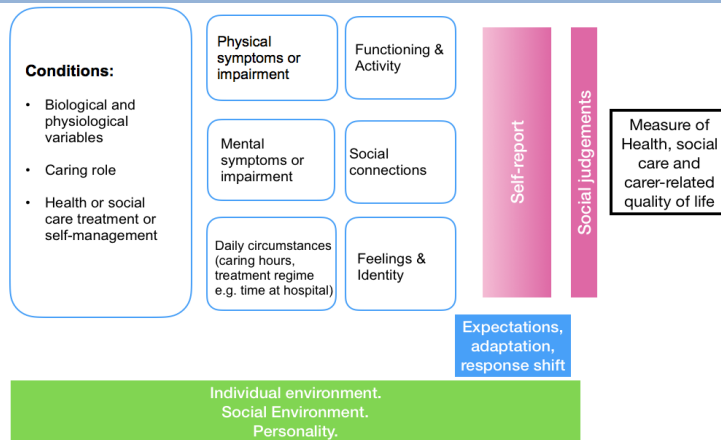 Conditions:
• Biological and
physiological
variables
• Caring role
• Health or social
care treatment or
self-management
Physical
symptoms or
impairment
Functioning &
Activity
Mental
symptoms or
impairment
Social
connections
Daily circumstances
(caring hours,
treatment regime
e.g. time at hospital)
Feelings &
Identity
Self-report
Social judgements
Measure of
Health, social
care and
carer-related
quality of life
Expectations,
adaptation,
response shift
Individual environment.
Social Environment.
Personality.